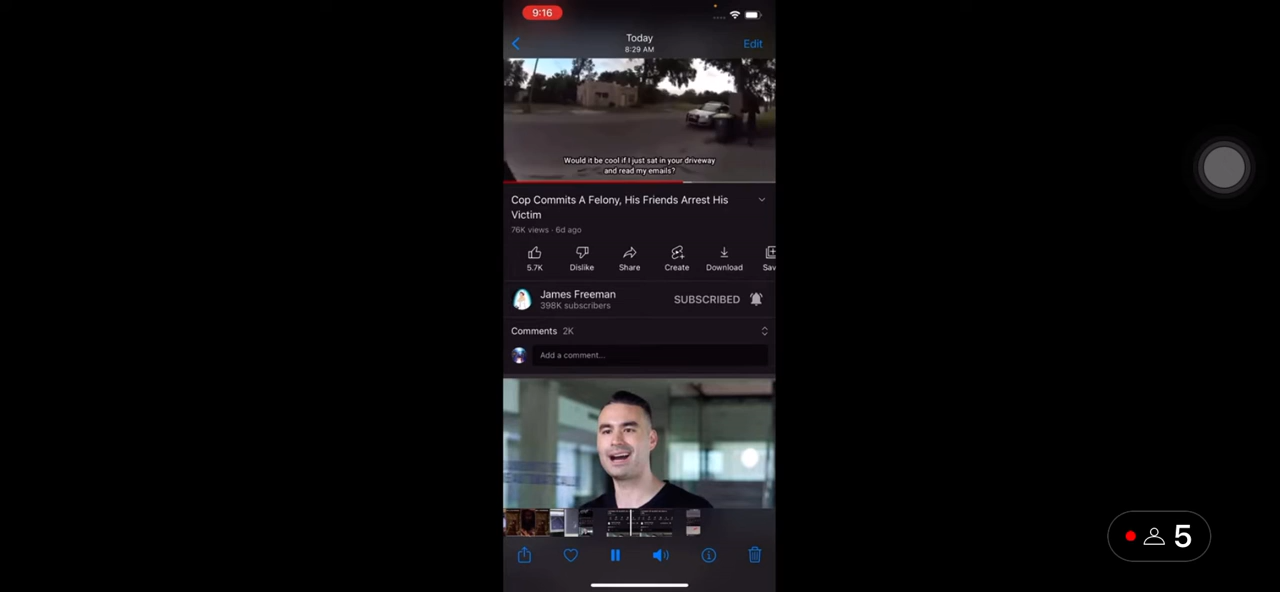 9:16
Today
8:29 AM
Edit
Would it be cool if I just sat in your driveway
and read my emails?
Cop Commits A Felony, His Friends Arrest His
Victim
76K views · 6d ago
5.7K
Dislike
Share
Create
Download
Sav
James Freeman
398K subscribers
SUBSCRIBED
Comments 2K
Add a comment...
5